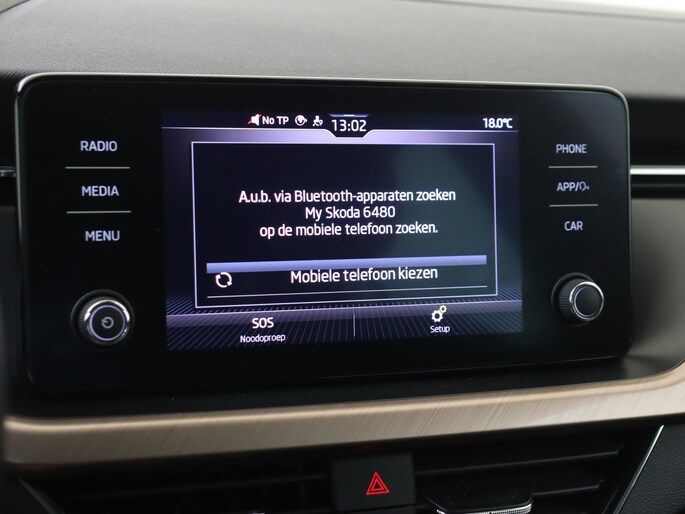 No TP
13:02
18.0°C
RADIO
MEDIA
MENU
A.u.b. via Bluetooth-apparaten zoeken
My Skoda 6480
op de mobiele telefoon zoeken.
Mobiele telefoon kiezen
SOS
Noodoproep
Setup
PHONE
APP/
CAR